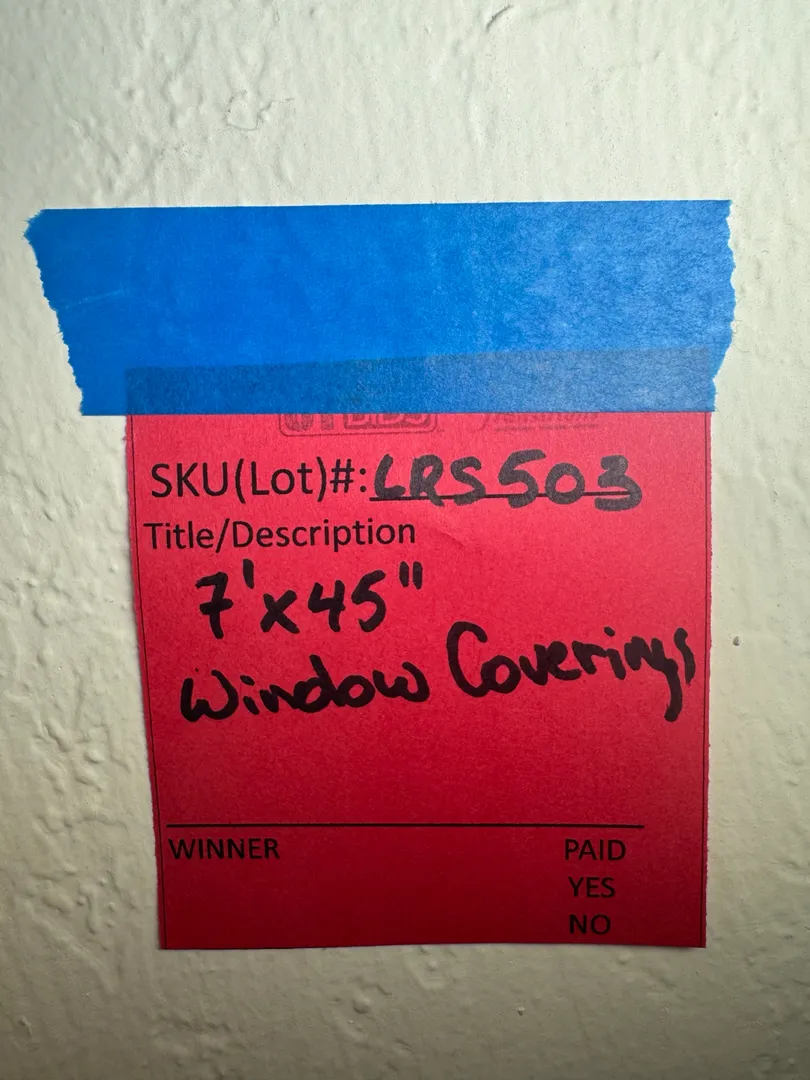 SKU(Lot)#: LRS503
Title/Description
7'x45"
Window Coverings
WINNER
PAID
YES
NO